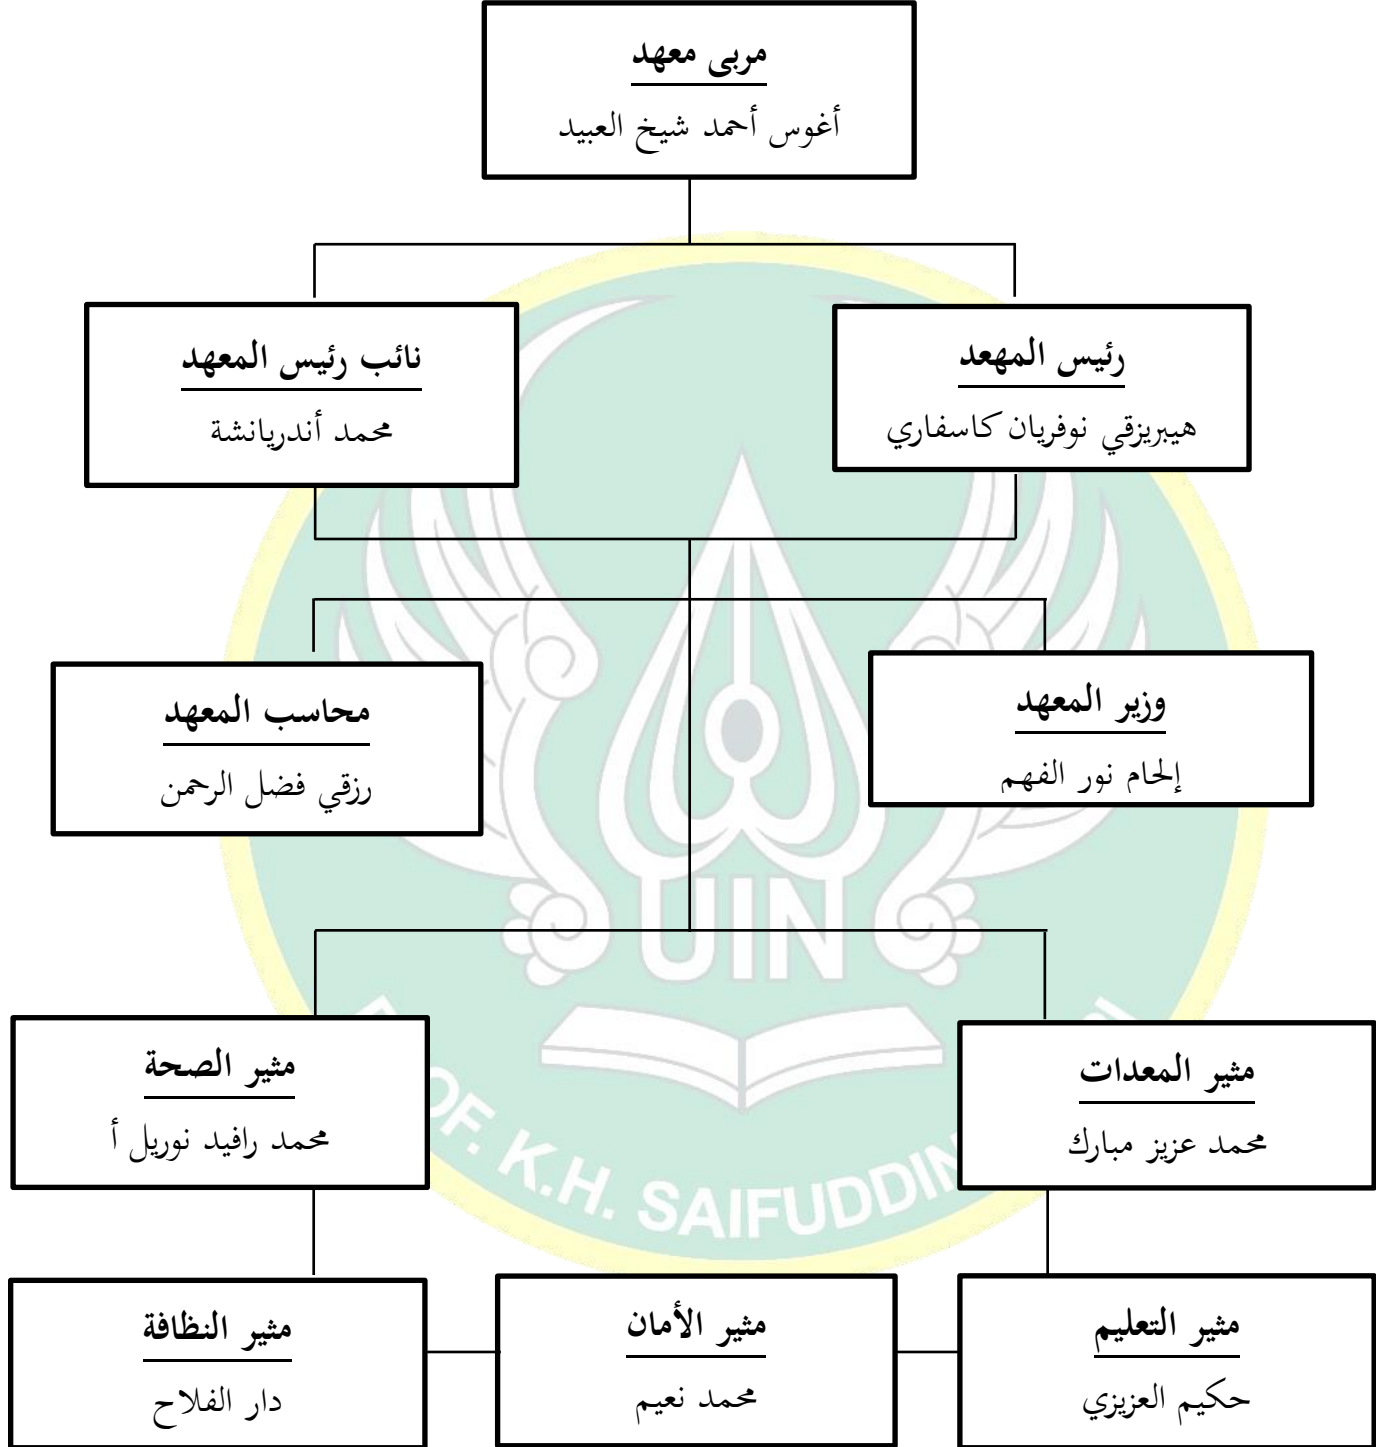 مربى معهد
أغوس أحمد شيخ العبيد
رئيس المهعد
هيبريزقي نوفريان كاسفاري
نائب رئيس المعهد
محمد أندريانشة
وزير المعهد
إلحام نور الفهم
محاسب المعهد
رزقي فضل الرحمن
UIN
مثير المعدات
محمد عزيز مبارك
مثير الصحة
محمد رافيد نوريل أ
OF. K.H. SAIFUDDIN
مثير التعليم
حكيم العزيزي
مثير الأمان
محمد نعيم
مثير النظافة
دار الفلاح